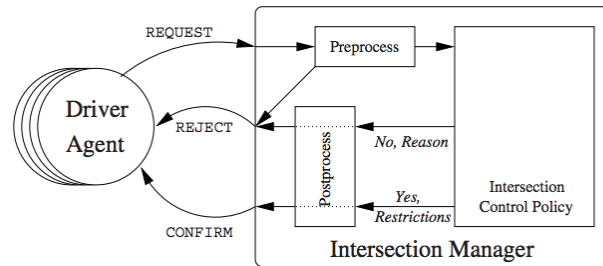 REQUEST
Preprocess
Driver
Agent
REJECT
No, Reason
Postprocess
Yes,
Restrictions
Intersection
Control Policy
CONFIRM
Intersection Manager